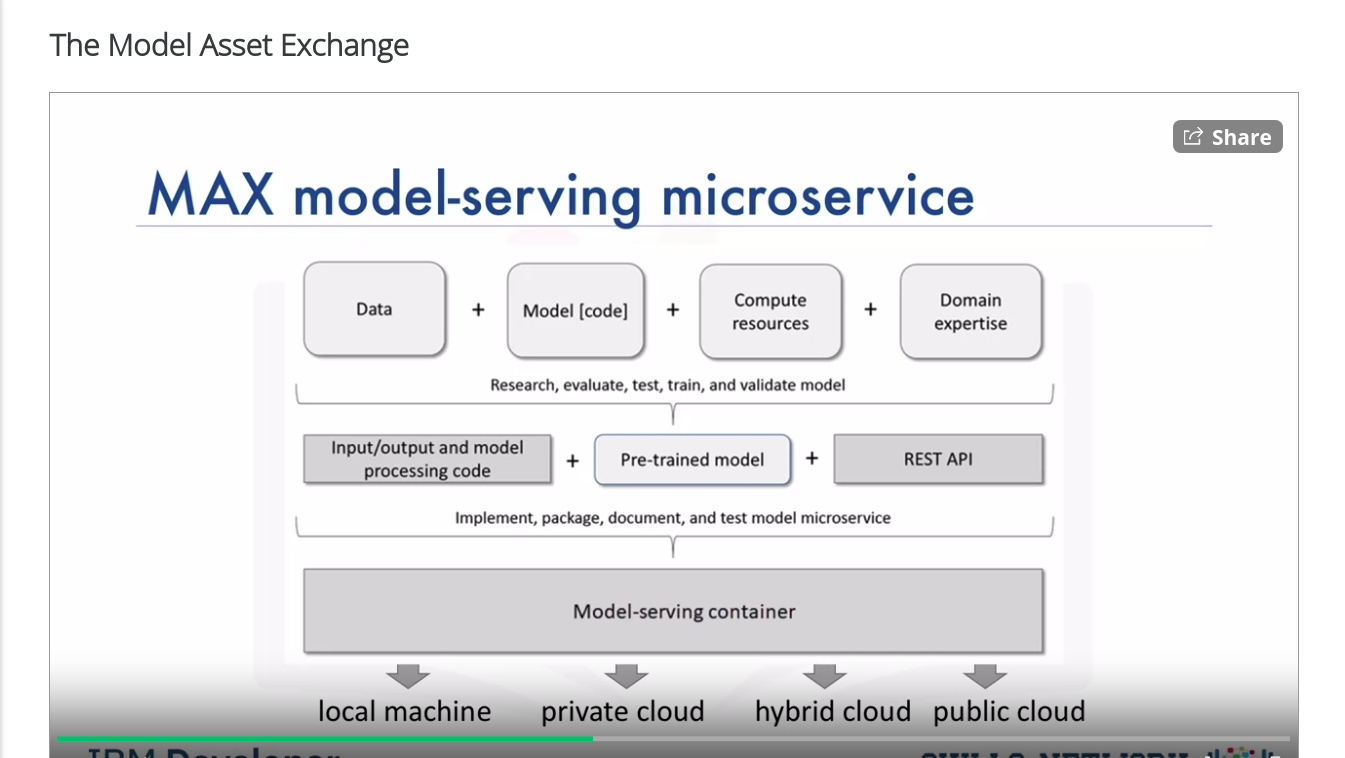 The Model Asset Exchange
Share
MAX model-serving microservice
Data + Model [code] + Compute resources + Domain expertise
Research, evaluate, test, train, and validate model
Input/output and model processing code + Pre-trained model + REST API
Implement, package, document, and test model microservice
Model-serving container
local machine private cloud hybrid cloud public cloud
IBM Developer
SKILLS NETWORK